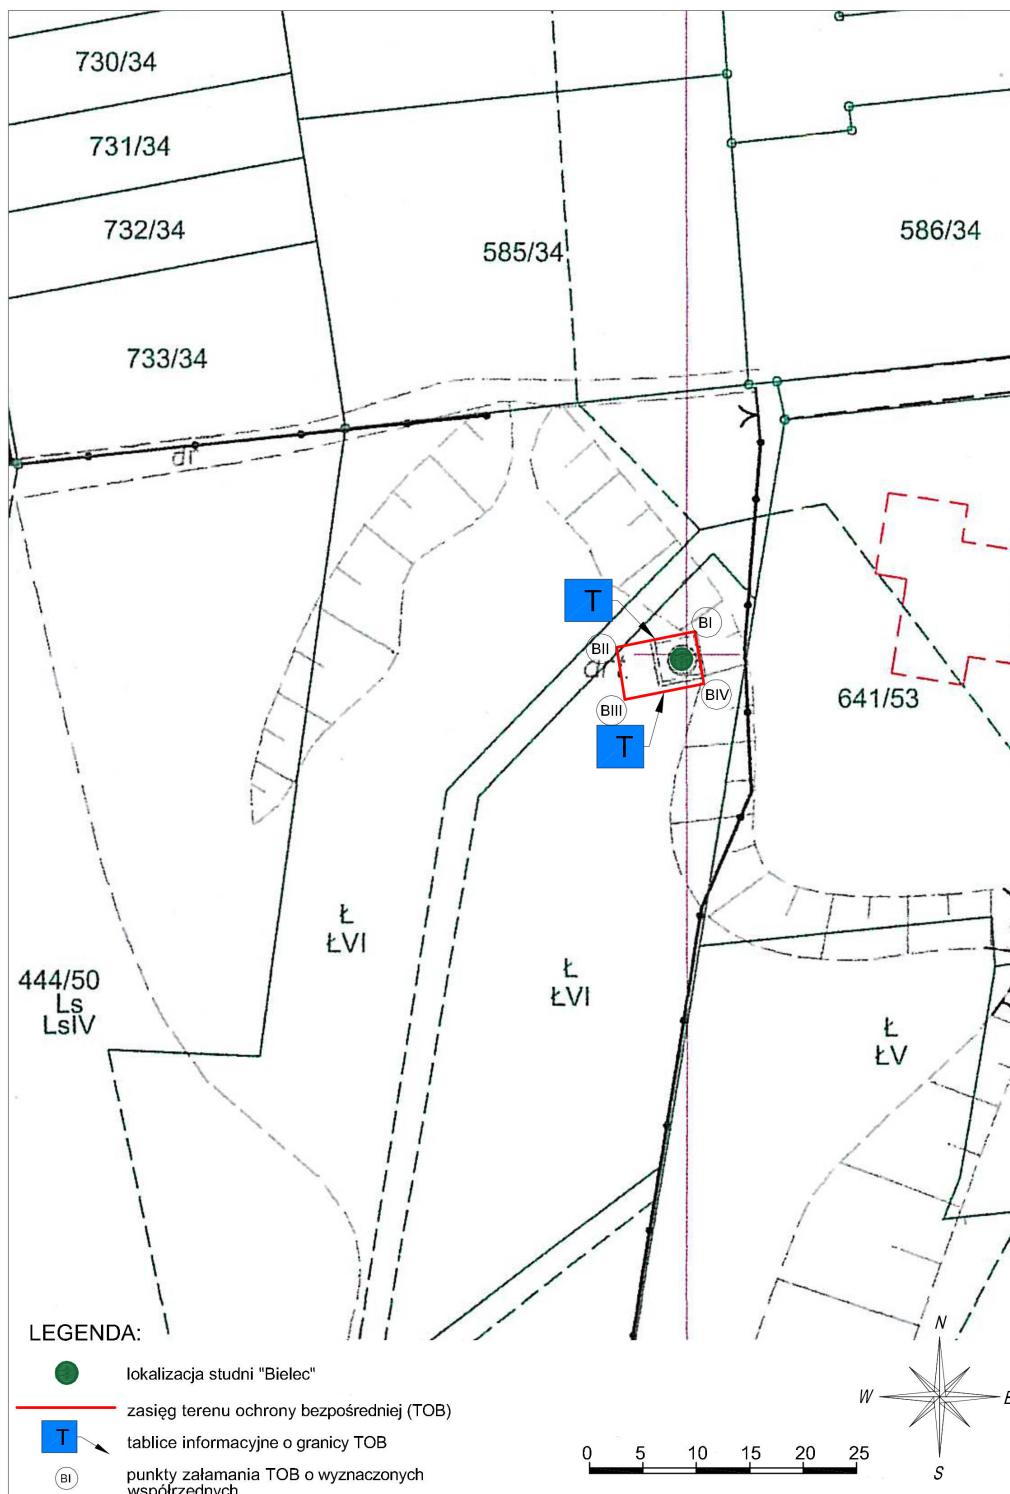 730/34
731/34
732/34
585/34
586/34
733/34
dr
T
BI
BII
dr
BIII
BIV
T
641/53
Ł
ŁVI
Ł
ŁVI
444/50
Ls
LsIV
Ł
ŁV
LEGENDA:
lokalizacja studni "Bielec"
zasięg terenu ochrony bezpośredniej (TOB)
T
tablice informacyjne o granicy TOB
BI
punkty załamania TOB o wyznaczonych
współrzędnych
0 5 10 15 20 25
N
W
E
S